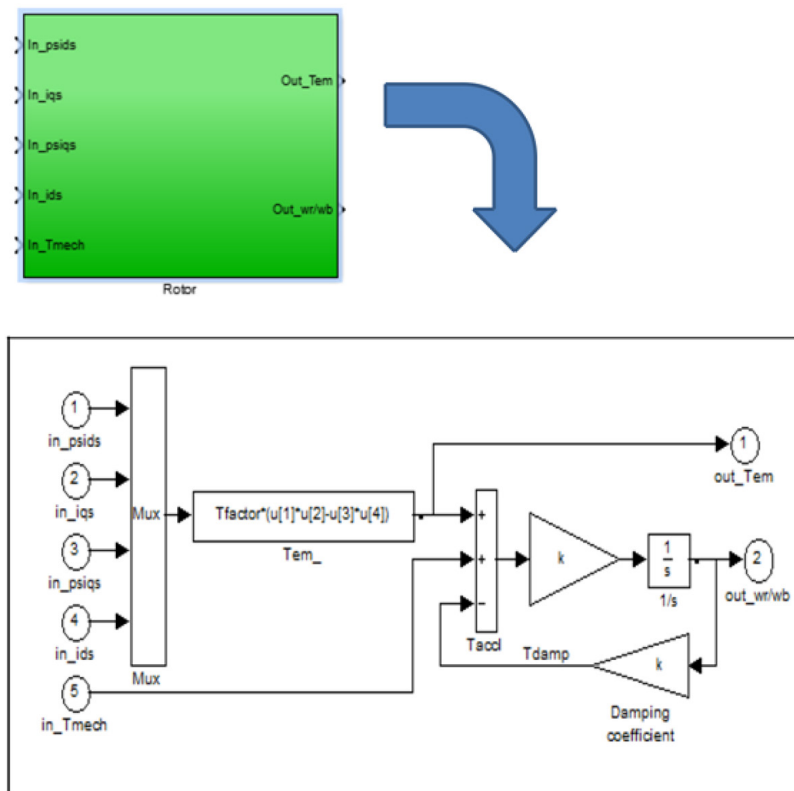 In_psids
Out_Tem
In_iqs
In_psiqs
In_ids
Out_wr/wb
In_Tmech
Rotor
1
in_psids
1
out_Tem
2
in_iqs
Mux
Tfactor*(u[1]*u[2]-u[3]*u[4])
Tem_
+
3
in_psiqs
+
k
1
s
1/s
2
out_wr/wb
4
in_ids
−
Taccl
Tdamp
k
Mux
5
in_Tmech
Damping
coefficient